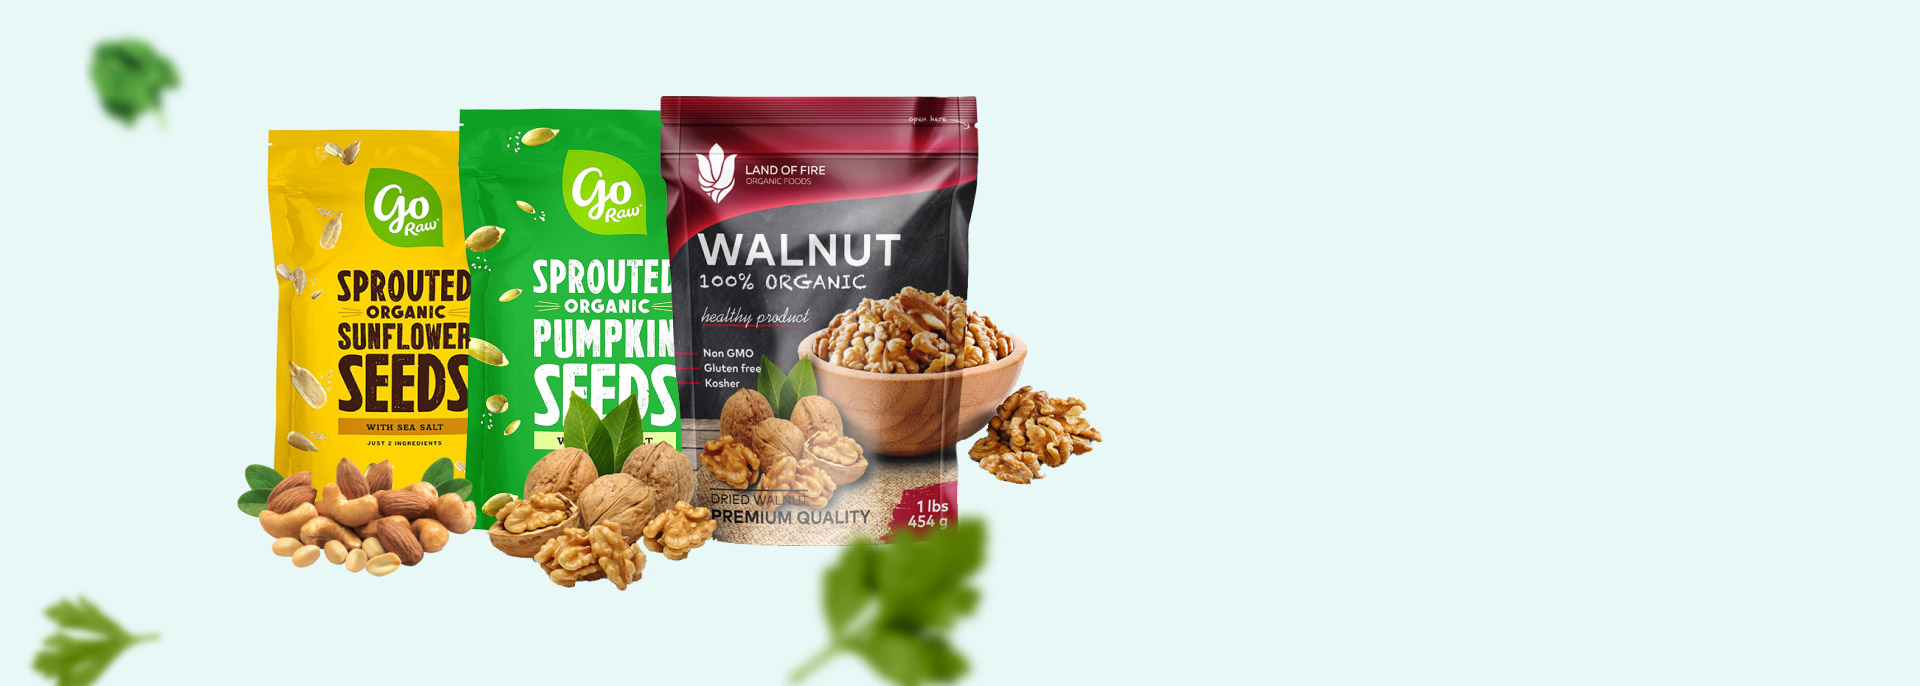 go
Raw
SPROUTED
ORGANIC
SUNFLOWER
SEEDS
WITH SEA SALT
JUST 2 INGREDIENTS
go
Raw
SPROUTED
ORGANIC
PUMPKIN
SEEDS
open here
LAND OF FIRE
ORGANIC FOODS
WALNUT
100% ORGANIC
healthy product
Non GMO
Gluten free
Kosher
DRIED WALNUT
PREMIUM QUALITY
1 lbs
454 g